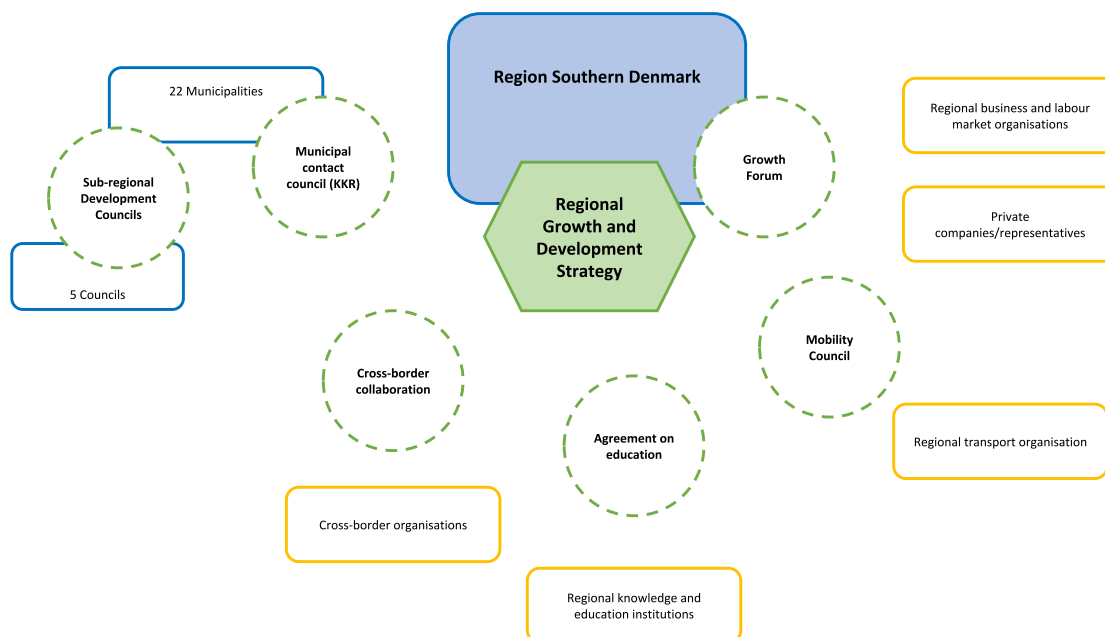 Region Southern Denmark
22 Municipalities
Regional business and labour
market organisations
Municipal
contact
council (KKR)
Growth
Forum
Sub-regional
Development
Councils
Regional
Growth and
Development
Strategy
Private
companies/representatives
5 Councils
Mobility
Council
Cross-border
collaboration
Agreement on
education
Regional transport organisation
Cross-border organisations
Regional knowledge and
education institutions